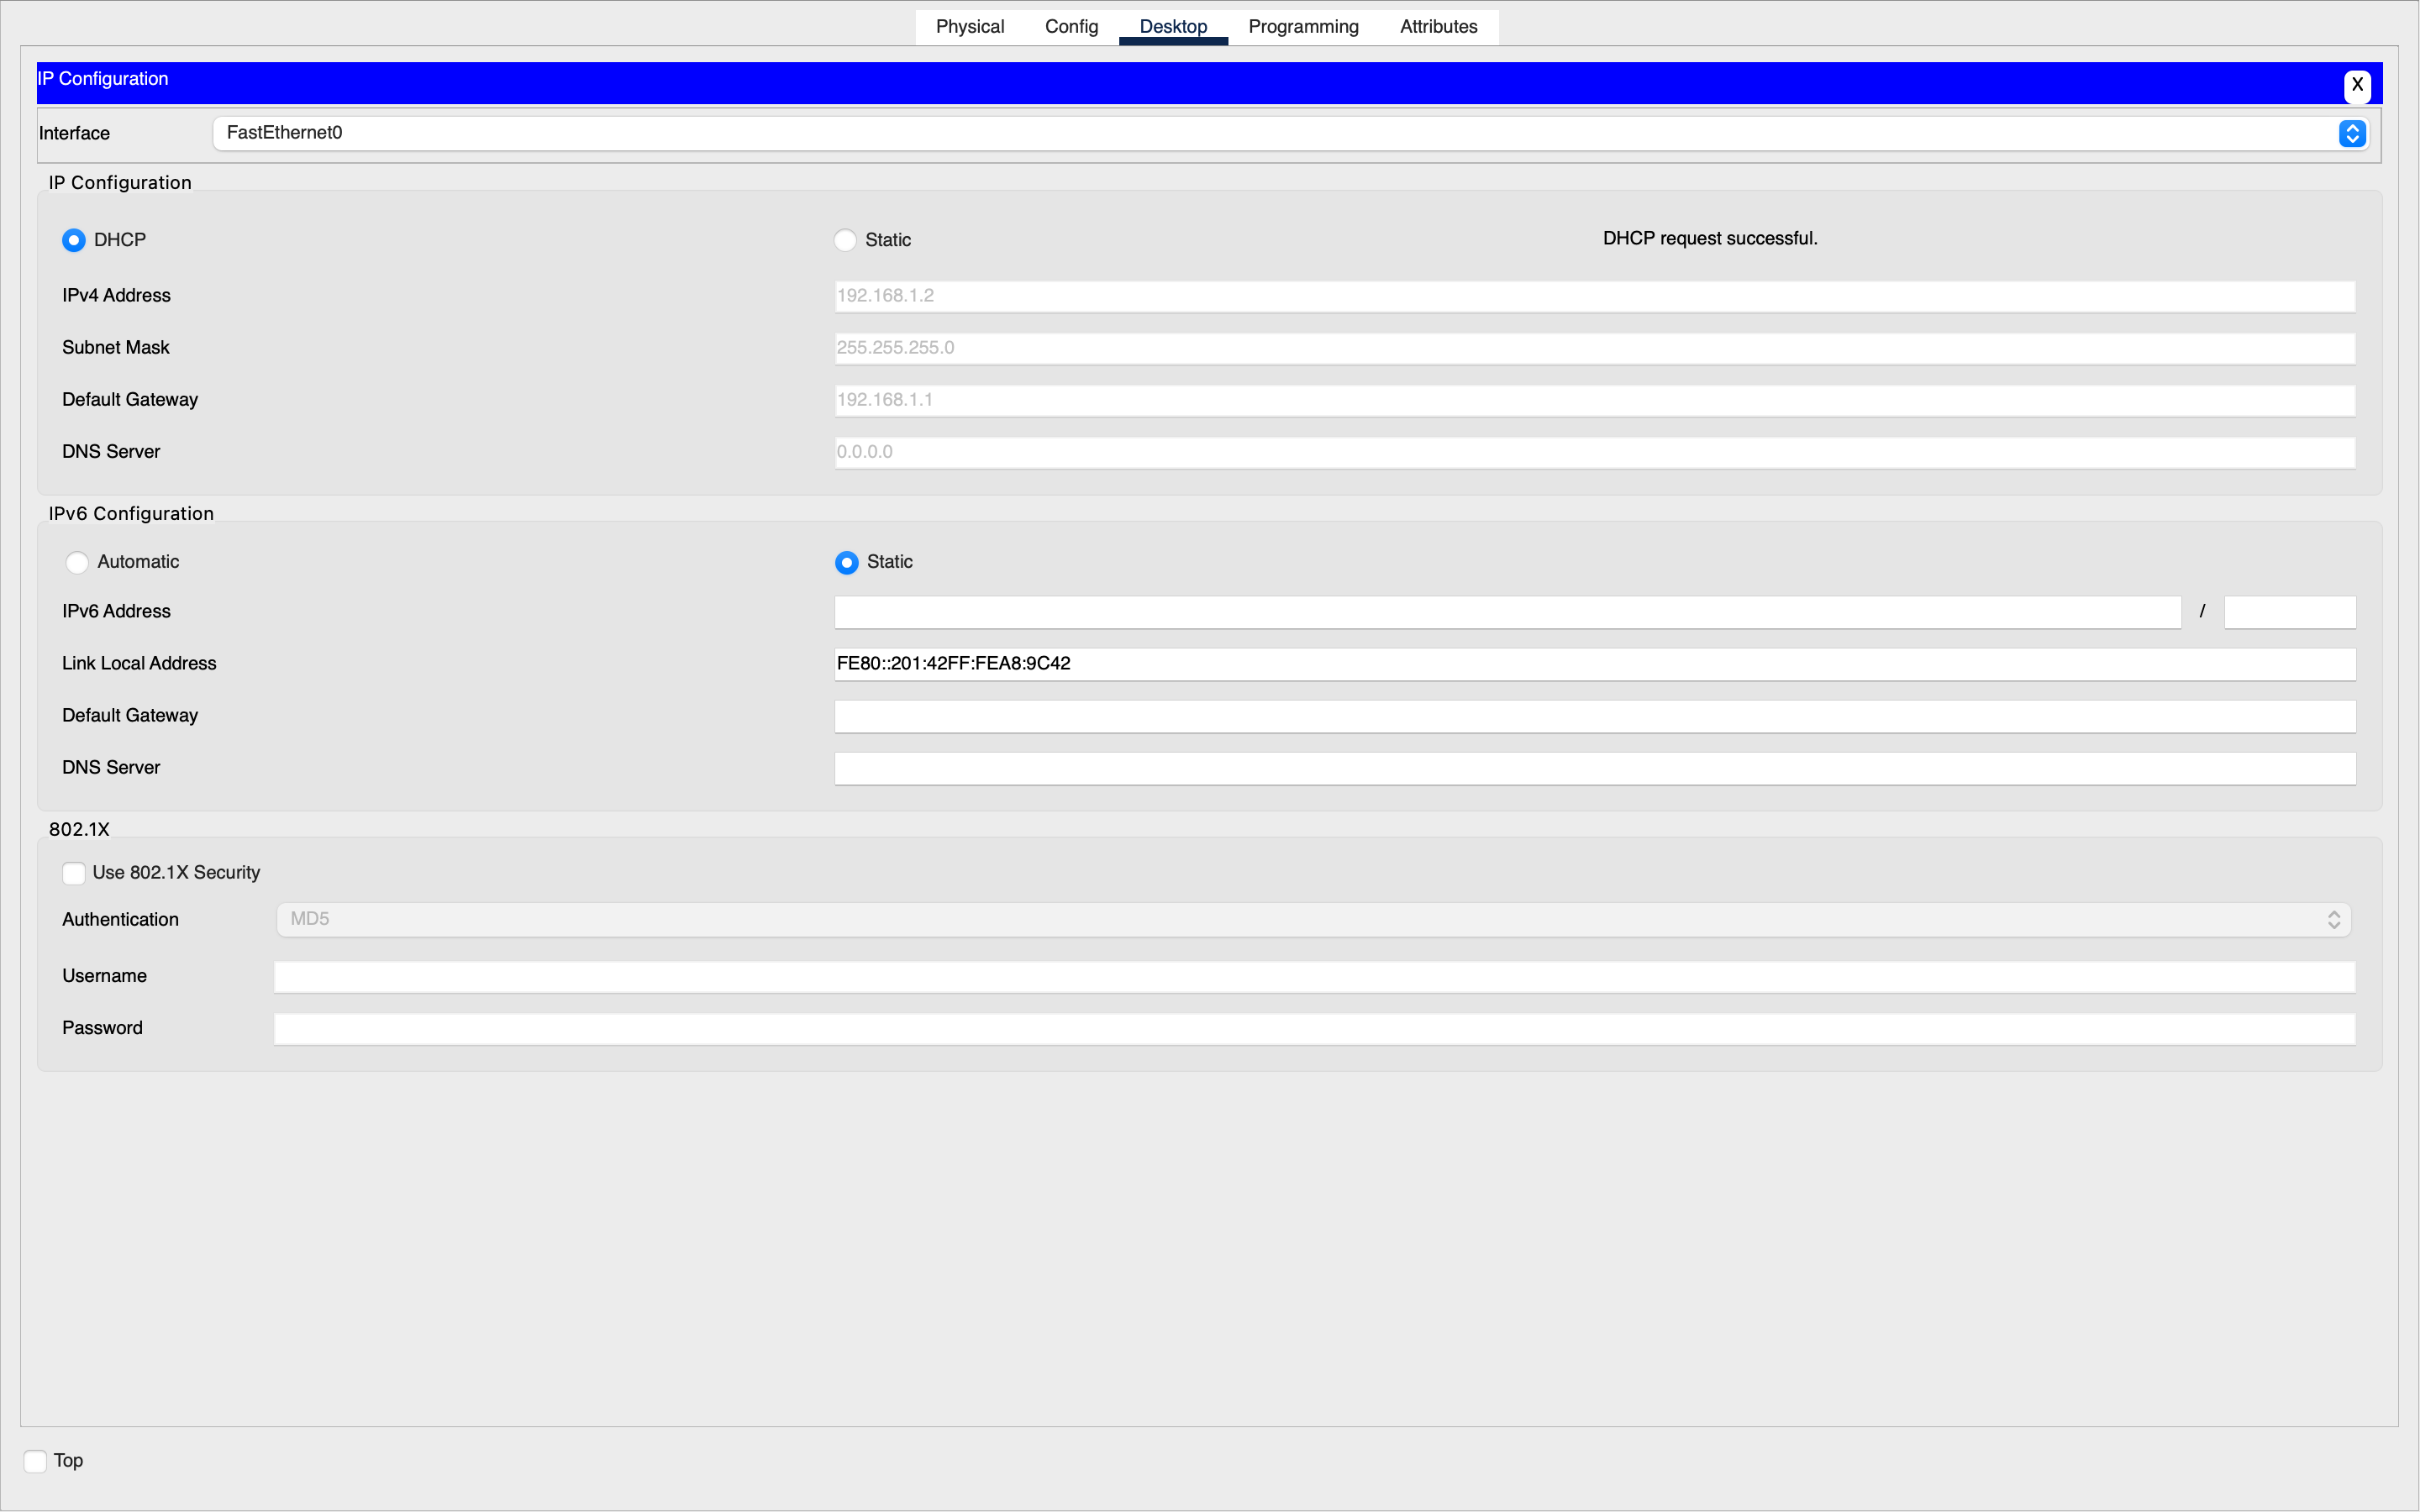 Physical Config Desktop Programming Attributes
IP Configuration X
Interface FastEthernet0
IP Configuration
DHCP Static DHCP request successful.
IPv4 Address 192.168.1.2
Subnet Mask 255.255.255.0
Default Gateway 192.168.1.1
DNS Server 0.0.0.0
IPv6 Configuration
Automatic Static
IPv6 Address /
Link Local Address FE80::201:42FF:FEA8:9C42
Default Gateway
DNS Server
802.1X
Use 802.1X Security
Authentication MD5
Username
Password
Top